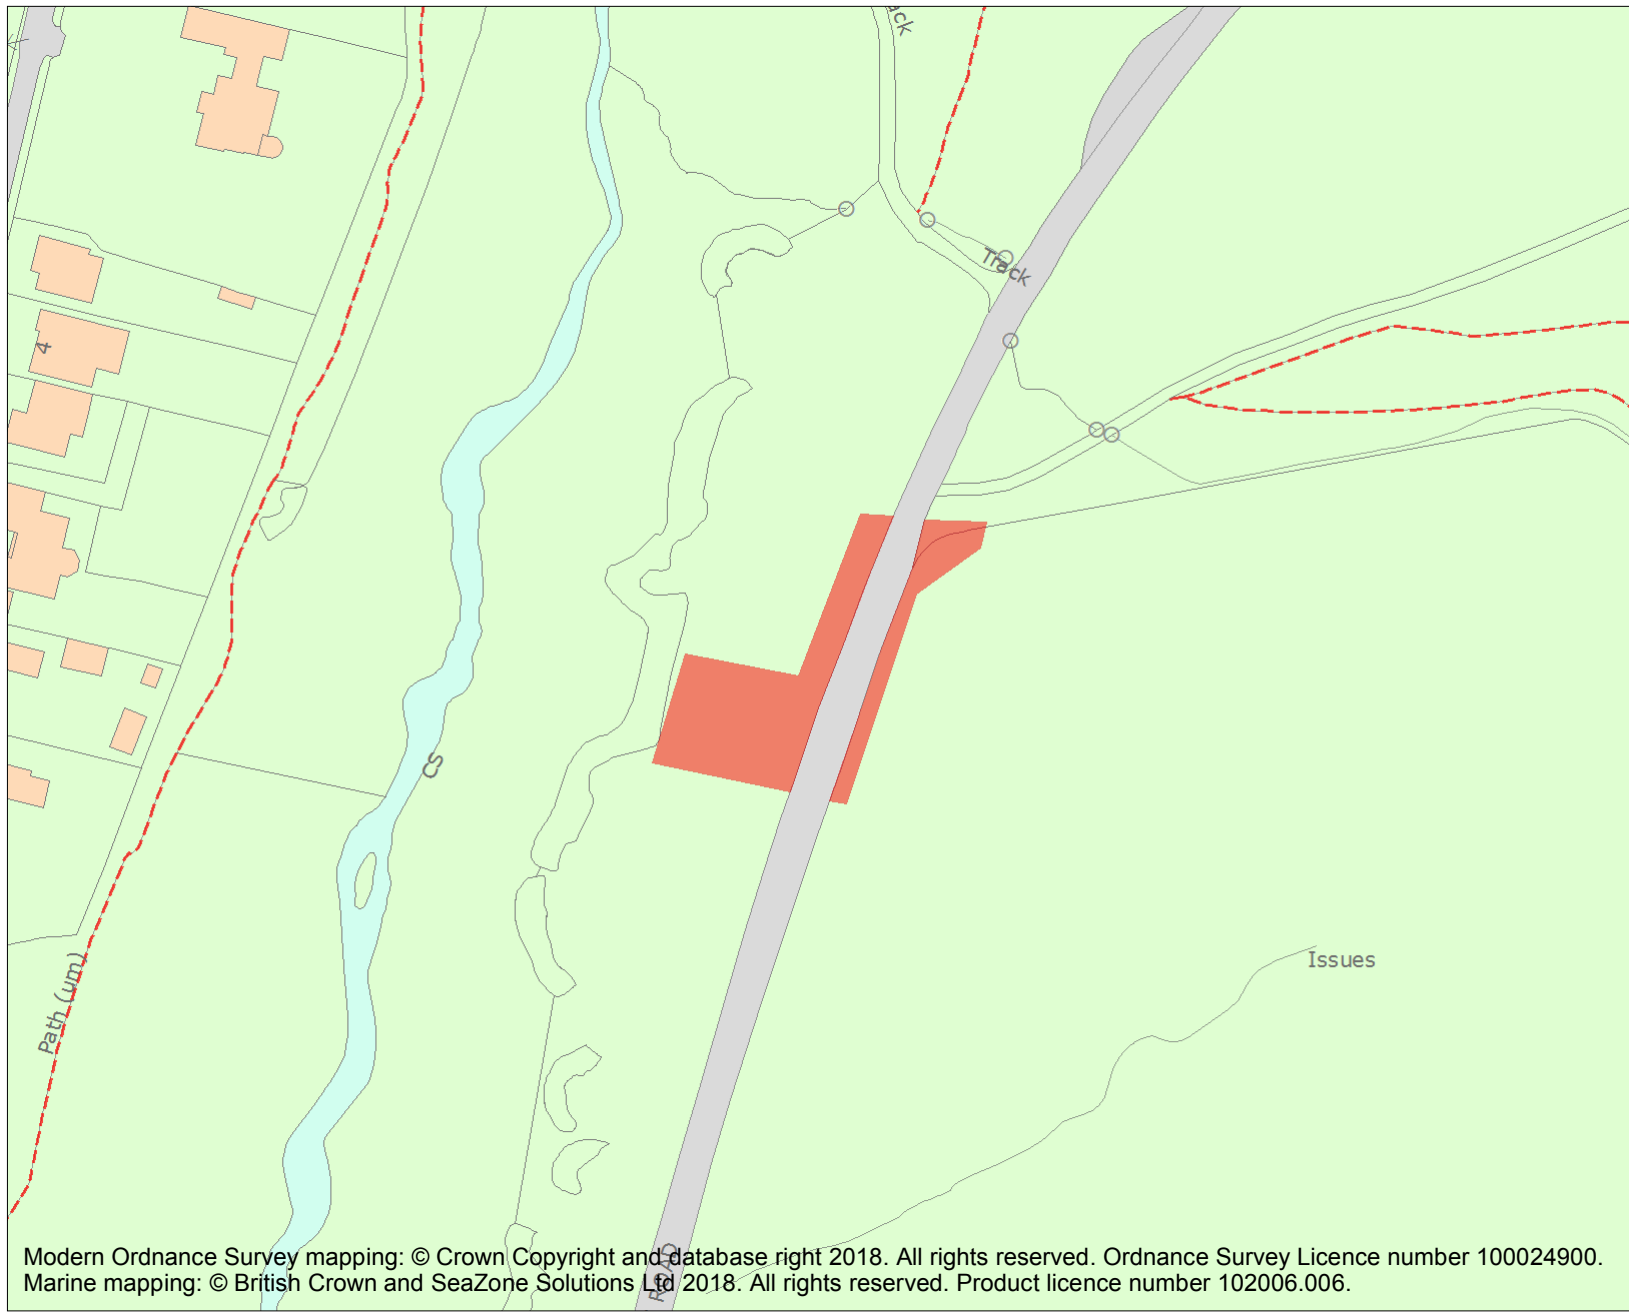 ack
Track
4
CS
Path (um)
Issues
ROAD
Modern Ordnance Survey mapping: © Crown Copyright and database right 2018. All rights reserved. Ordnance Survey Licence number 100024900.
Marine mapping: © British Crown and SeaZone Solutions Ltd 2018. All rights reserved. Product licence number 102006.006.